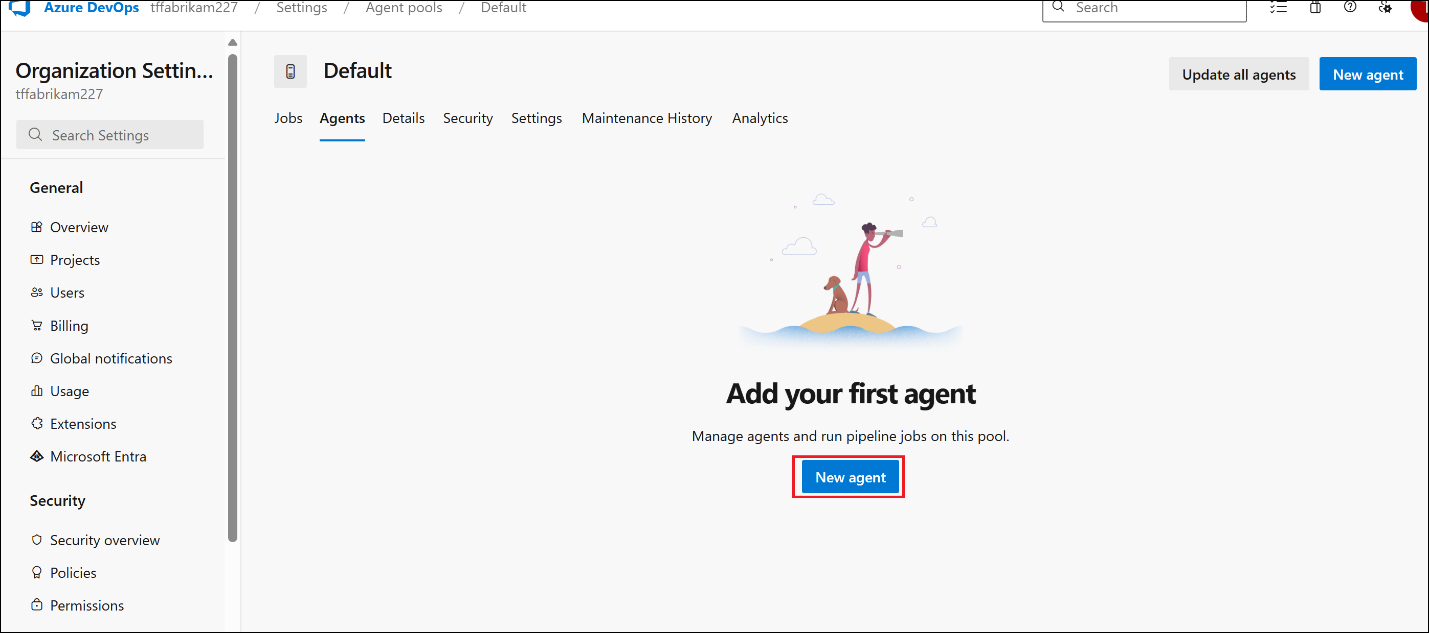 Azure DevOps tffabrikam227 / Settings / Agent pools / Default
Search
Organization Settin...
tffabrikam227
Search Settings
General
Overview
Projects
Users
Billing
Global notifications
Usage
Extensions
Microsoft Entra
Security
Security overview
Policies
Permissions
Default
Update all agents
New agent
Jobs Agents Details Security Settings Maintenance History Analytics
Add your first agent
Manage agents and run pipeline jobs on this pool.
New agent